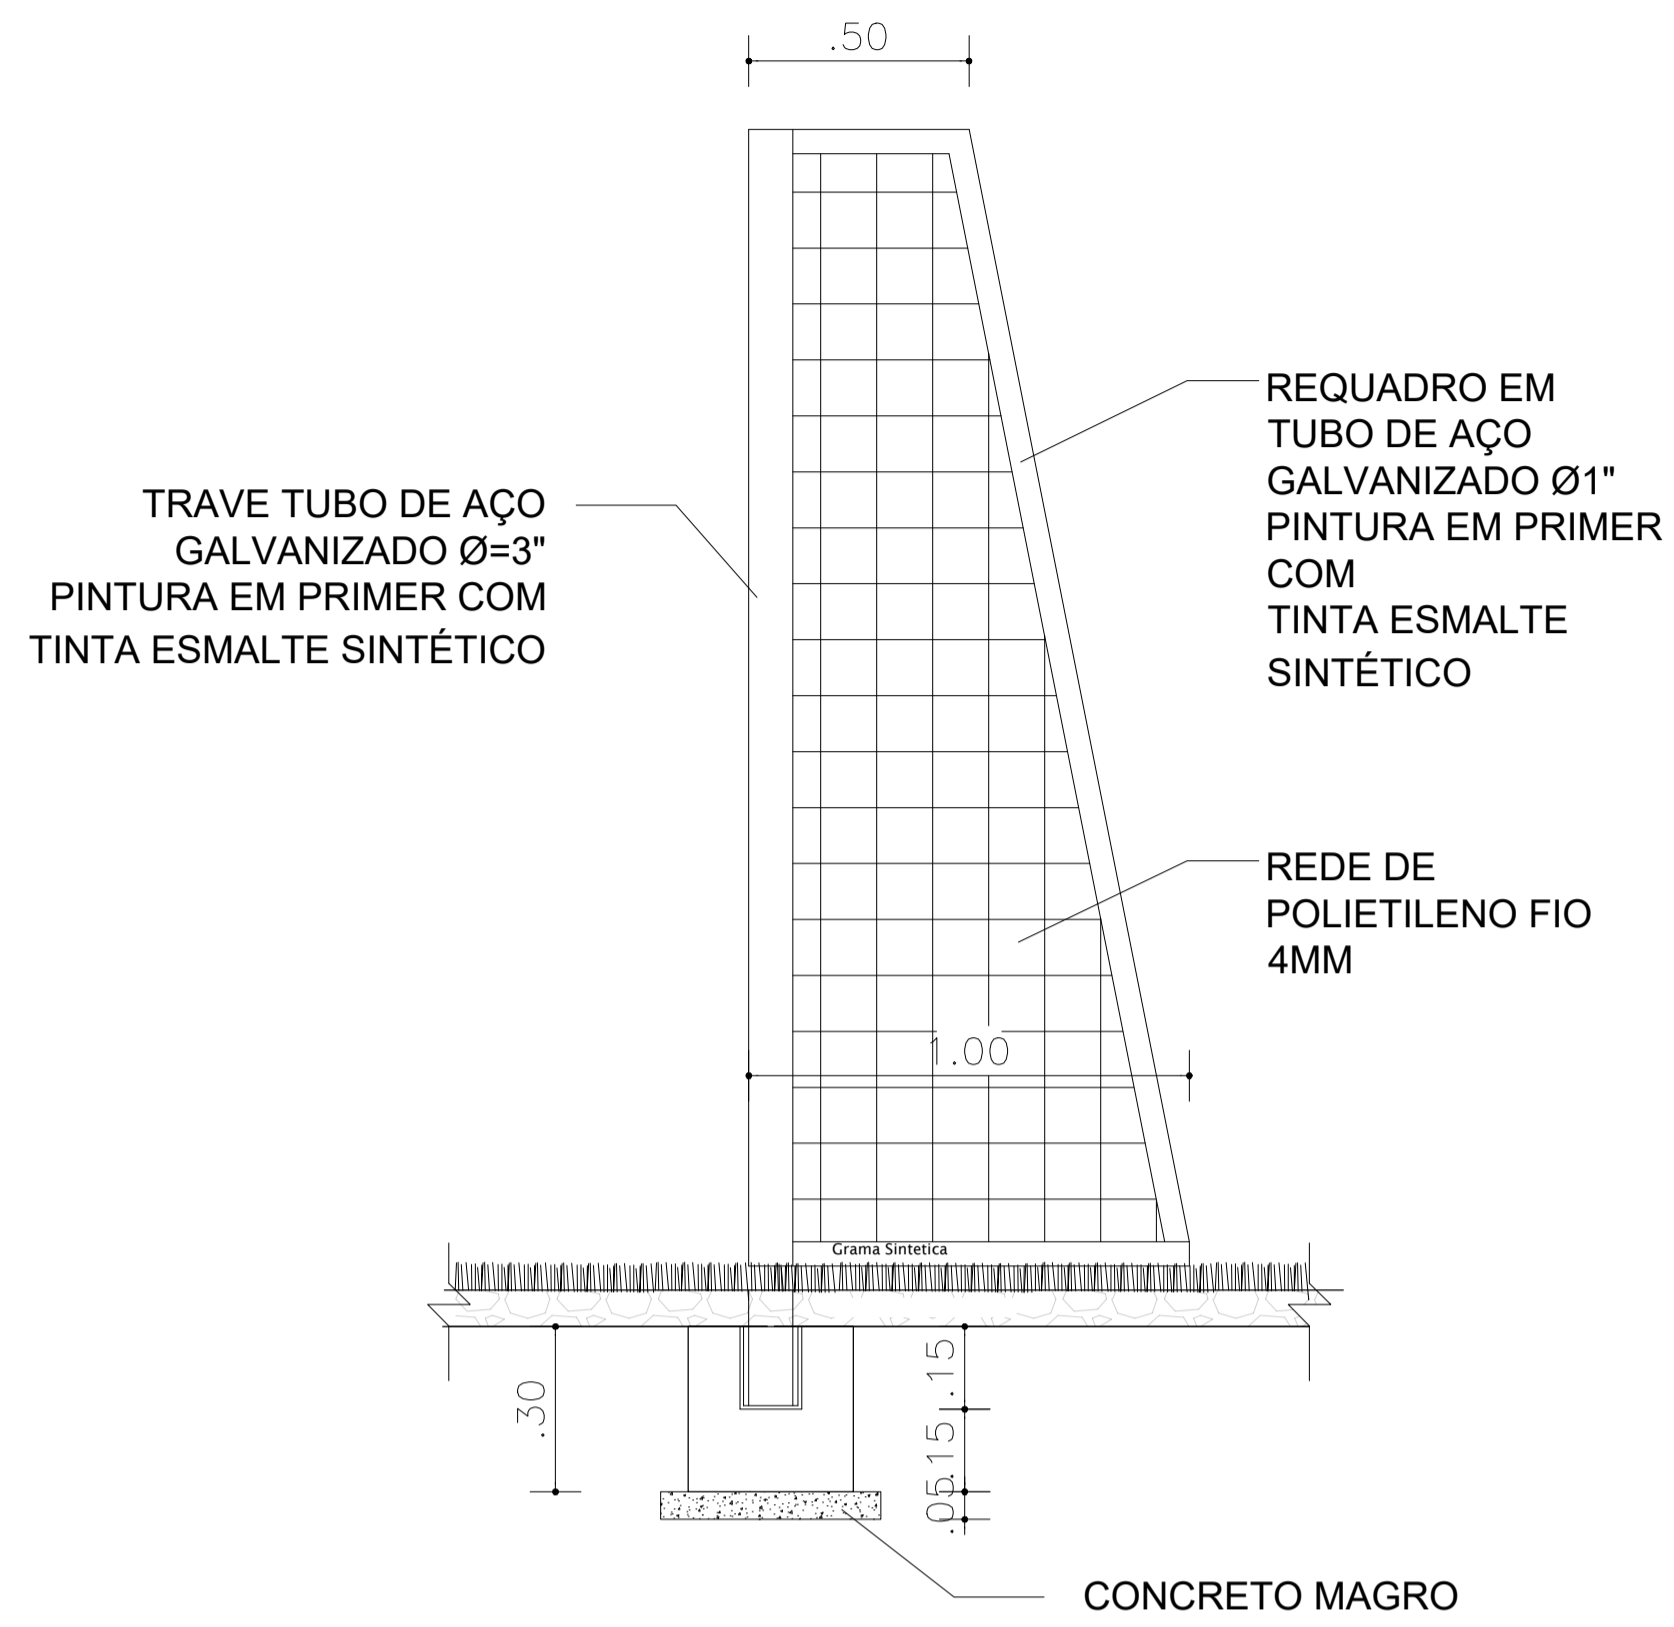 .50
TRAVE TUBO DE AÇO
GALVANIZADO Ø=3"
PINTURA EM PRIMER COM
TINTA ESMALTE SINTÉTICO
REQUADRO EM
TUBO DE AÇO
GALVANIZADO Ø1"
PINTURA EM PRIMER
COM
TINTA ESMALTE
SINTÉTICO
REDE DE
POLIETILENO FIO
4MM
1.00
Grama Sintetica
.30
.15
.15
.05
CONCRETO MAGRO